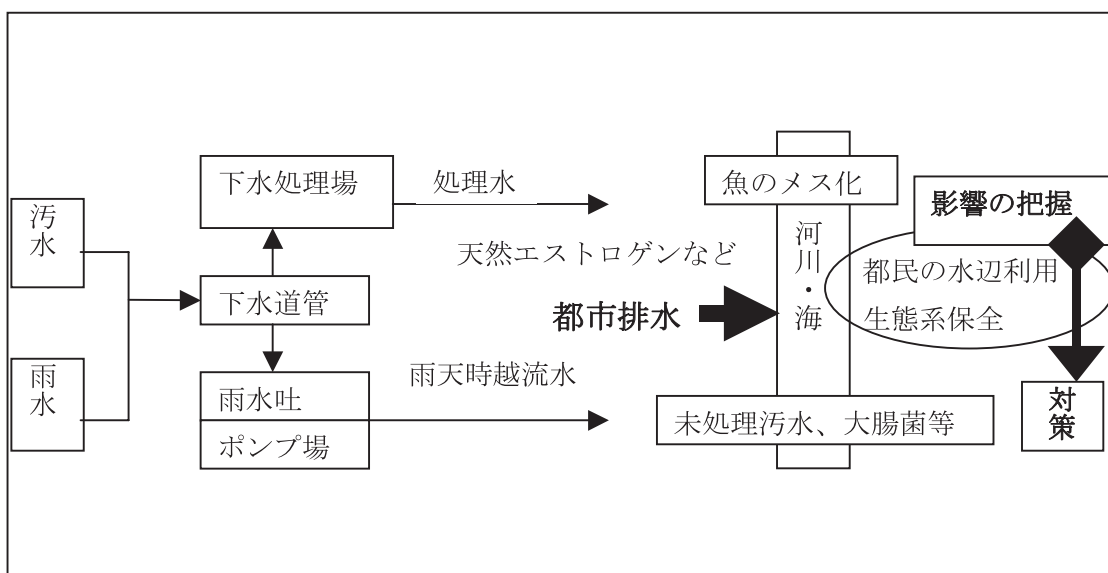 汚水
雨水
下水処理場
下水道管
雨水吐
ポンプ場
処理水
天然エストロゲンなど
都市排水
雨天時越流水
魚のメス化
河川・海
未処理汚水、大腸菌等
影響の把握
都民の水辺利用
生態系保全
対策